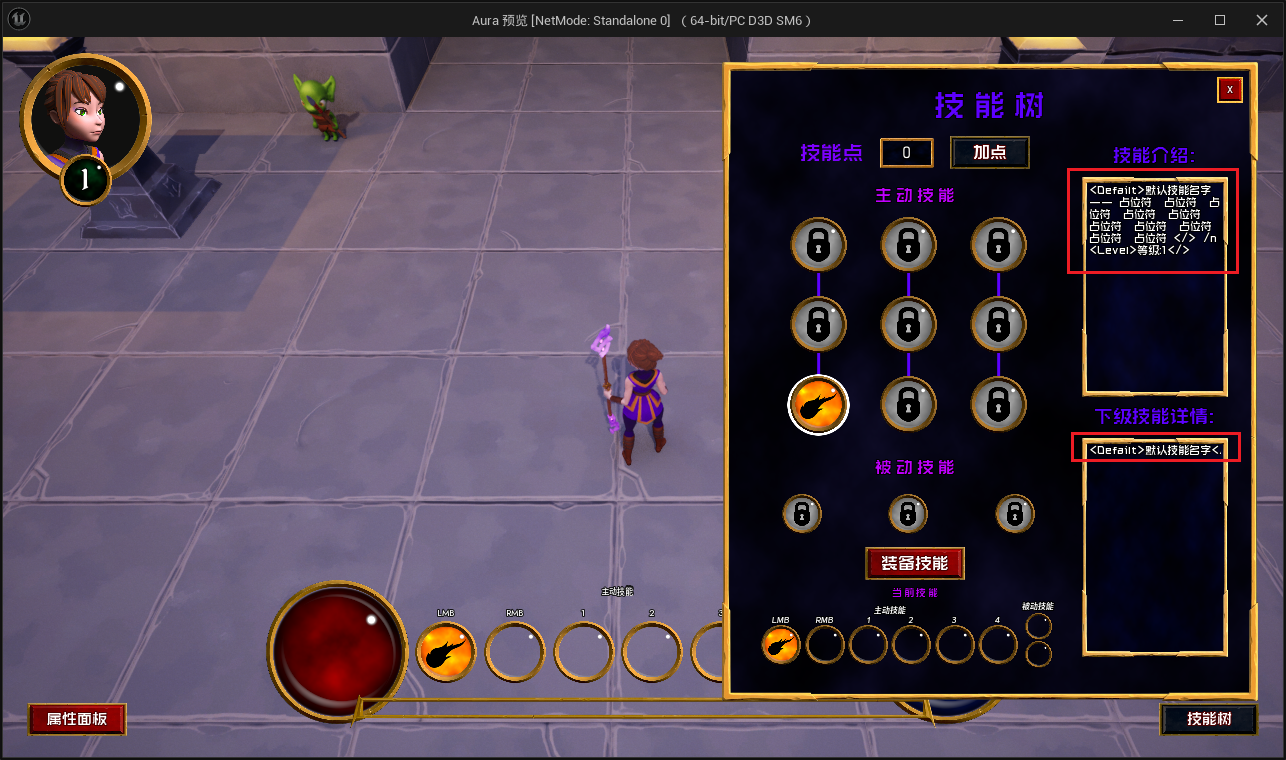 Aura 预览 [NetMode: Standalone 0] （64-bit/PC D3D SM6）
技能树
x
技能点
0
加点
技能介绍:
主动技能
<Defailt>默认技能名字
—— 占位符 占位符 占
位符 占位符 占位符
占位符 占位符 占位符
占位符 占位符 </> /n
<Level>等级:1</>
1
下级技能详情:
<Defailt>默认技能名字<
被动技能
装备技能
当前技能
主动技能
被动技能
LMB
RMB
1
2
3
4
主动技能
LMB
RMB
1
2
3
属性面板
技能树